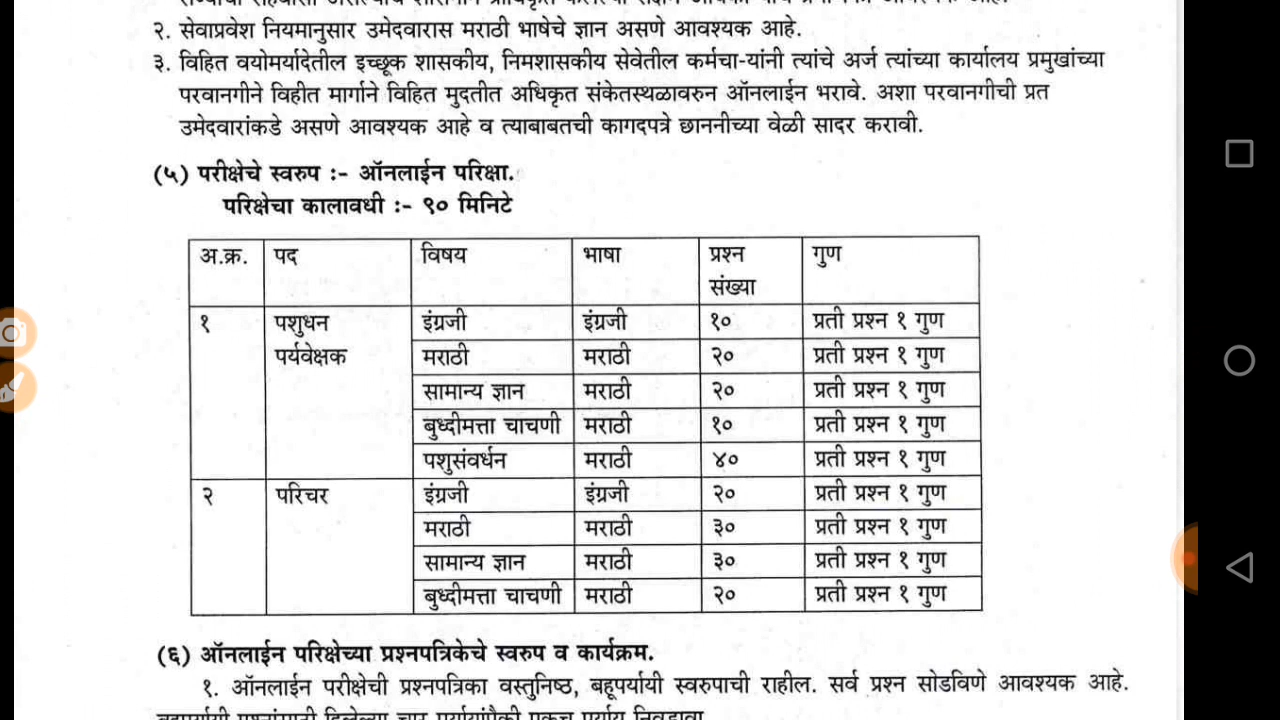 २. सेवाप्रवेश नियमानुसार उमेदवारास मराठी भाषेचे ज्ञान असणे आवश्यक आहे.
३. विहित वयोमर्यादेतील इच्छूक शासकीय, निमशासकीय सेवेतील कर्मचा-यांनी त्यांचे अर्ज त्यांच्या कार्यालय प्रमुखांच्या
परवानगीने विहीत मार्गाने विहित मुदतीत अधिकृत संकेतस्थळावरुन ऑनलाईन भरावे. अशा परवानगीची प्रत
उमेदवारांकडे असणे आवश्यक आहे व त्याबाबतची कागदपत्रे छाननीच्या वेळी सादर करावी.
(५) परीक्षेचे स्वरुप :- ऑनलाईन परिक्षा.
परिक्षेचा कालावधी :- ९० मिनिटे
अ.क्र. पद विषय भाषा प्रश्न गुण
संख्या
१ पशुधन इंग्रजी इंग्रजी १० प्रती प्रश्न १ गुण
पर्यवेक्षक मराठी मराठी २० प्रती प्रश्न १ गुण
सामान्य ज्ञान मराठी २० प्रती प्रश्न १ गुण
बुध्दीमत्ता चाचणी मराठी १० प्रती प्रश्न १ गुण
पशुसंवर्धन मराठी ४० प्रती प्रश्न १ गुण
२ परिचर इंग्रजी इंग्रजी २० प्रती प्रश्न १ गुण
मराठी मराठी ३० प्रती प्रश्न १ गुण
सामान्य ज्ञान मराठी ३० प्रती प्रश्न १ गुण
बुध्दीमत्ता चाचणी मराठी २० प्रती प्रश्न १ गुण
(६) ऑनलाईन परिक्षेच्या प्रश्नपत्रिकेचे स्वरुप व कार्यक्रम.
१. ऑनलाईन परीक्षेची प्रश्नपत्रिका वस्तुनिष्ठ, बहूपर्यायी स्वरुपाची राहील. सर्व प्रश्न सोडविणे आवश्यक आहे.